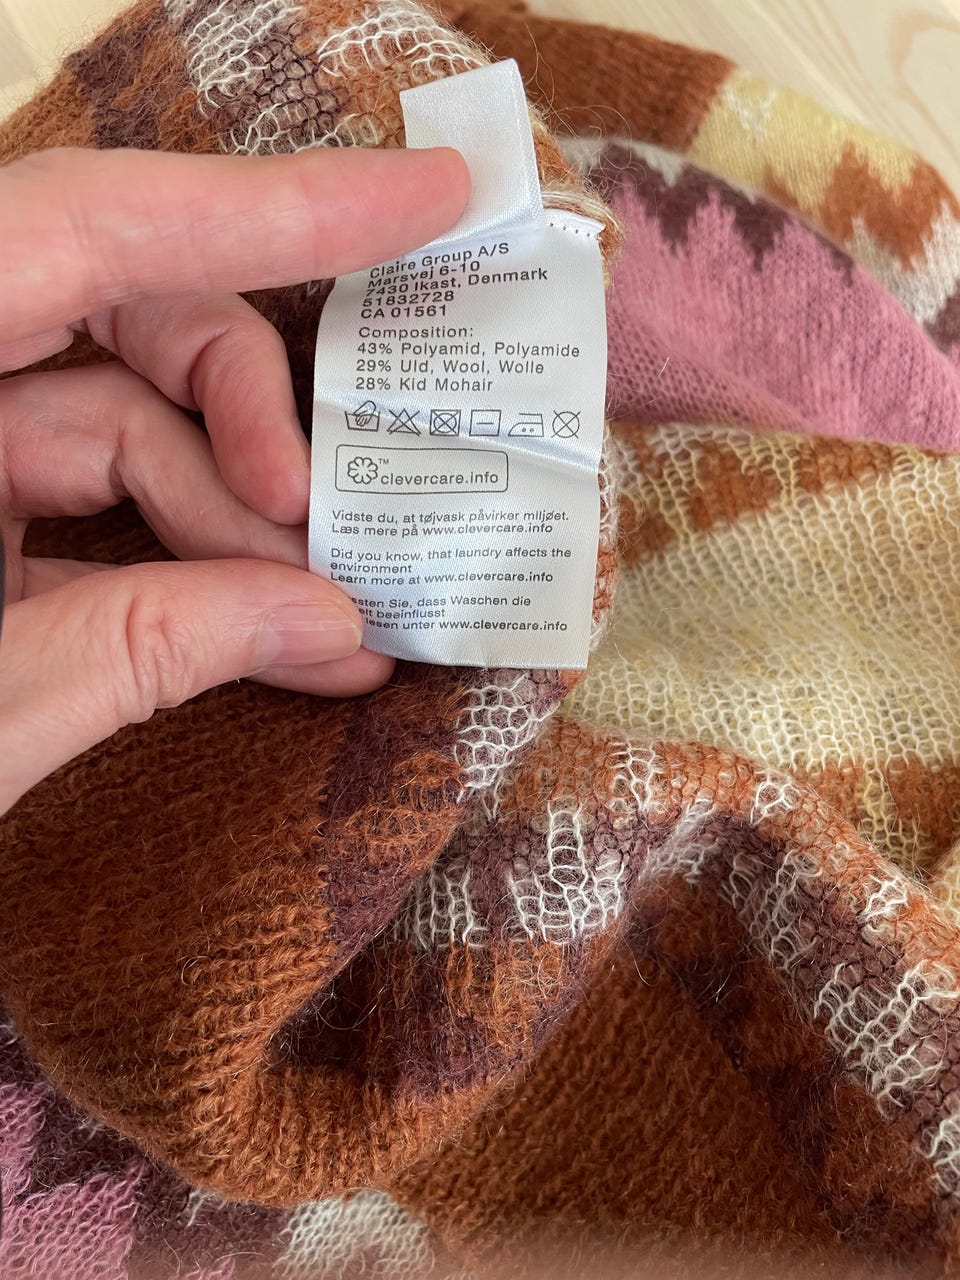 Claire Group A/S
Marsvej 6-10
7430 Ikast, Denmark
51832728
CA 01561
Composition:
43% Polyamid, Polyamide
29% Uld, Wool, Wolle
28% Kid Mohair
TM
clevercare.info
Vidste du, at tøjvask påvirker miljøet.
Læs mere på www.clevercare.info
Did you know, that laundry affects the
environment
Learn more at www.clevercare.info
Sie, dass Waschen die
beeinflusst
lesen unter www.clevercare.info